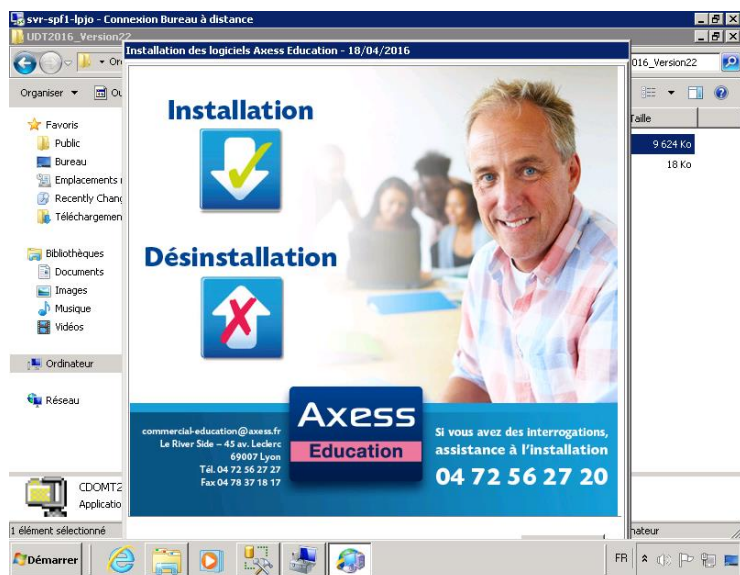 svr-spf1-lpjo - Connexion Bureau à distance
UDT2016_Version22
Installation des logiciels Axess Education - 18/04/2016
016_Version22
Organiser
Favoris
Public
Bureau
Emplacements
Recently Chang
Téléchargemen
Bibliothèques
Documents
Images
Musique
Vidéos
Ordinateur
Réseau
Installation
Désinstallation
commercial-education@axess.fr
Le River Side – 45 av. Leclerc
69007 Lyon
Tél. 04 72 56 27 27
Fax 04 78 37 18 17
Axess
Education
Si vous avez des interrogations,
assistance à l'installation
04 72 56 27 20
Taille
9 624 Ko
18 Ko
CDOMT2
Applicatio
1 élément sélectionné
nateur
Démarrer
FR